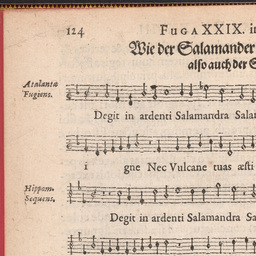 124 FUGA XXIX. in
Wie der Salamander
also auch der S
Atalanta
Fugiens.
Degit in ardenti Salamandra Sala
i gne Nec Vulcane tuas æsti
Hippom.
Sequens.
Degit in ardenti Salamandra Sa